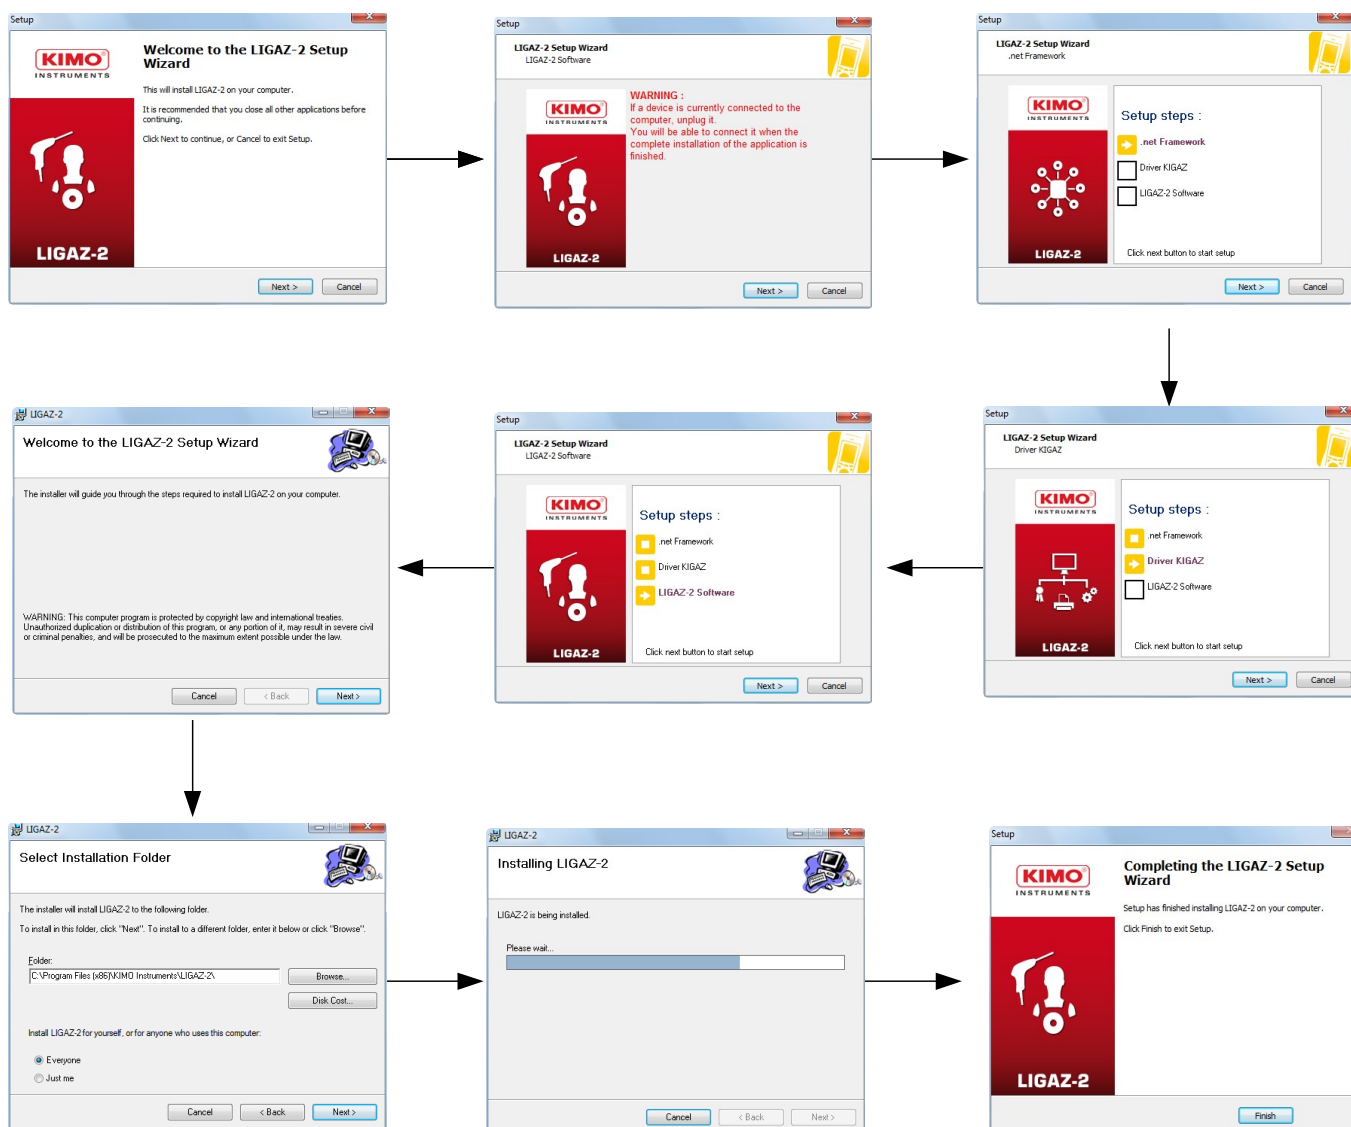 Setup
KIMO
INSTRUMENTS
LIGAZ-2
Welcome to the LIGAZ-2 Setup
Wizard
This will install LIGAZ-2 on your computer.
It is recommended that you close all other applications before
continuing.
Click Next to continue, or Cancel to exit Setup.
Next >
Cancel
Setup
LIGAZ-2 Setup Wizard
LIGAZ-2 Software
KIMO
INSTRUMENTS
LIGAZ-2
WARNING :
If a device is currently connected to the
computer, unplug it.
You will be able to connect it when the
complete installation of the application is
finished.
Next >
Cancel
Setup
LIGAZ-2 Setup Wizard
.net Framework
KIMO
INSTRUMENTS
LIGAZ-2
Setup steps :
.net Framework
Driver KIGAZ
LIGAZ-2 Software
Click next button to start setup
Next >
Cancel
LIGAZ-2
Welcome to the LIGAZ-2 Setup Wizard
The installer will guide you through the steps required to install LIGAZ-2 on your computer.
WARNING: This computer program is protected by copyright law and international treaties.
Unauthorized duplication or distribution of this program, or any portion of it, may result in severe civil
or criminal penalties, and will be prosecuted to the maximum extent possible under the law.
Cancel
< Back
Next >
Setup
LIGAZ-2 Setup Wizard
LIGAZ-2 Software
KIMO
INSTRUMENTS
LIGAZ-2
Setup steps :
.net Framework
Driver KIGAZ
LIGAZ-2 Software
Click next button to start setup
Next >
Cancel
Setup
LIGAZ-2 Setup Wizard
Driver KIGAZ
KIMO
INSTRUMENTS
LIGAZ-2
Setup steps :
.net Framework
Driver KIGAZ
LIGAZ-2 Software
Click next button to start setup
Next >
Cancel
LIGAZ-2
Select Installation Folder
The installer will install LIGAZ-2 to the following folder.
To install in this folder, click "Next". To install to a different folder, enter it below or click "Browse".
Folder:
C:\Program Files (x86)\KIMO Instruments\LIGAZ-2\
Browse...
Disk Cost...
Install LIGAZ-2 for yourself, or for anyone who uses this computer:
Everyone
Just me
Cancel
< Back
Next >
LIGAZ-2
Installing LIGAZ-2
LIGAZ-2 is being installed.
Please wait...
Cancel
< Back
Next >
Setup
KIMO
INSTRUMENTS
LIGAZ-2
Completing the LIGAZ-2 Setup
Wizard
Setup has finished installing LIGAZ-2 on your computer.
Click Finish to exit Setup.
Finish